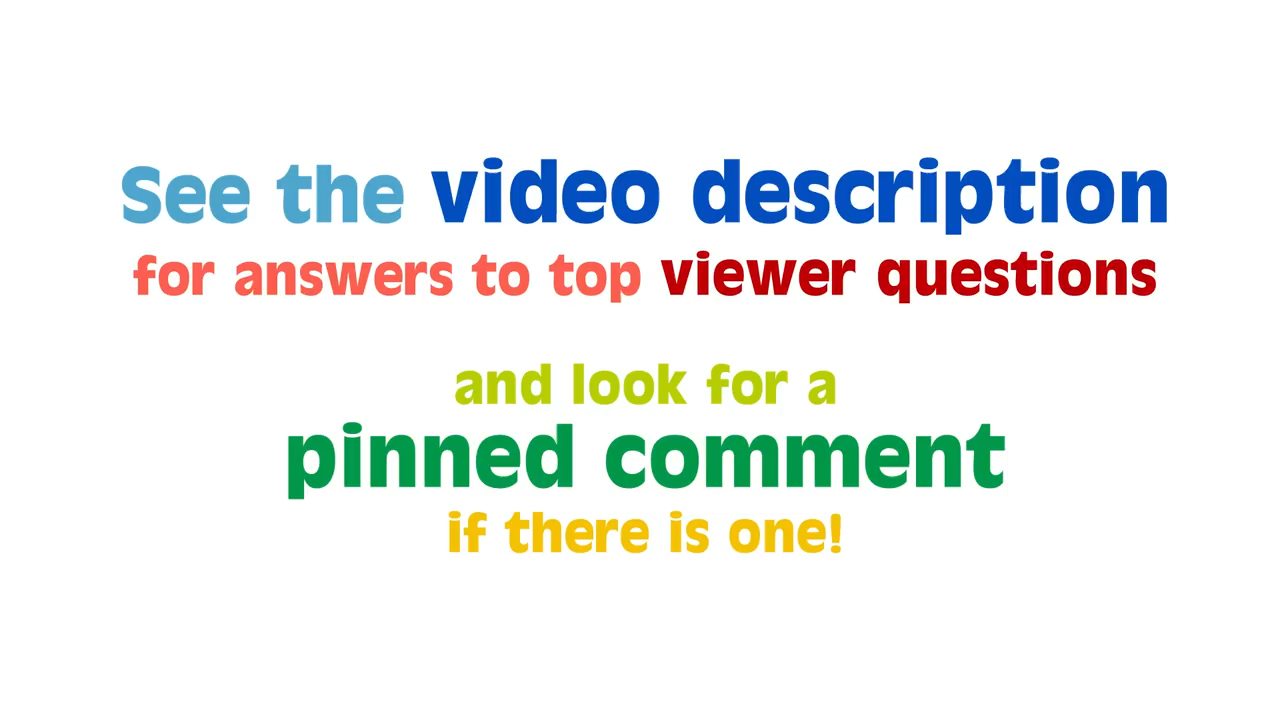 See the video description
for answers to top viewer questions
and look for a
pinned comment
if there is one!